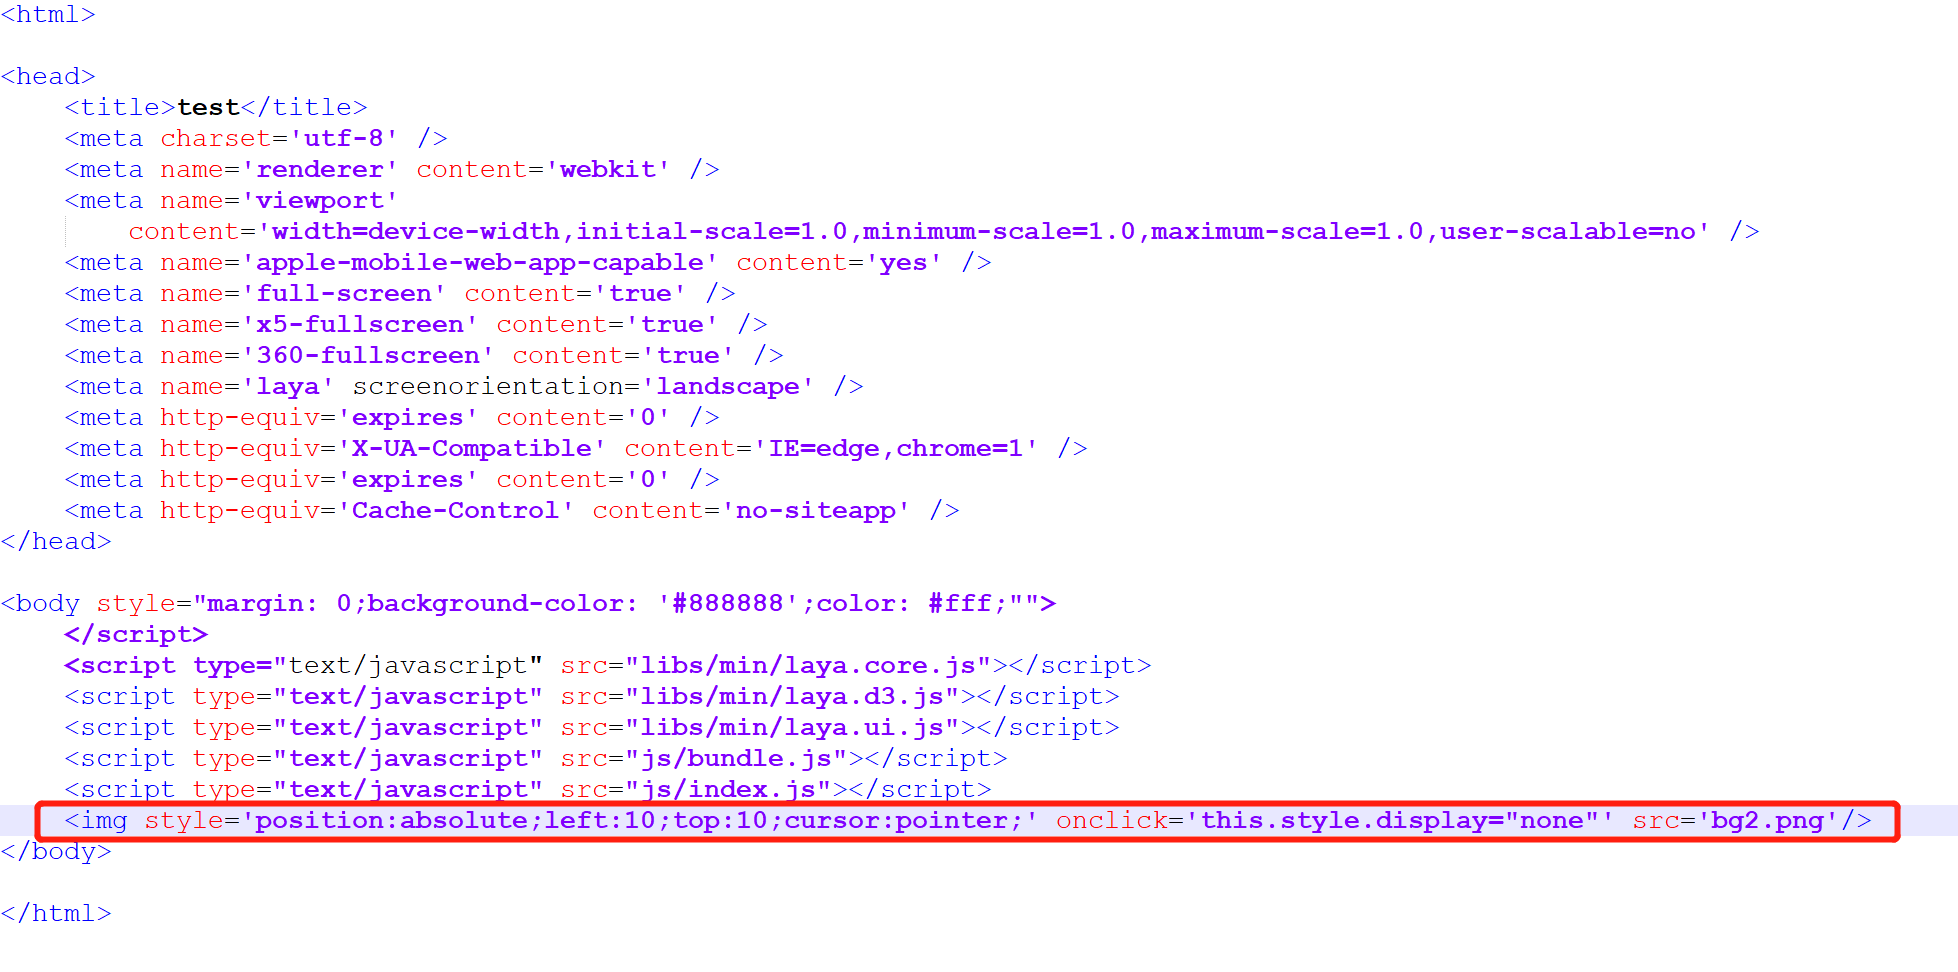 <html>
<head>
<title>test</title>
<meta charset='utf-8' />
<meta name='renderer' content='webkit' />
<meta name='viewport'
content='width=device-width,initial-scale=1.0,minimum-scale=1.0,maximum-scale=1.0,user-scalable=no' />
<meta name='apple-mobile-web-app-capable' content='yes' />
<meta name='full-screen' content='true' />
<meta name='x5-fullscreen' content='true' />
<meta name='360-fullscreen' content='true' />
<meta name='laya' screenorientation='landscape' />
<meta http-equiv='expires' content='0' />
<meta http-equiv='X-UA-Compatible' content='IE=edge,chrome=1' />
<meta http-equiv='expires' content='0' />
<meta http-equiv='Cache-Control' content='no-siteapp' />
</head>
<body style="margin: 0;background-color: '#888888';color: #fff;"">
</script>
<script type="text/javascript" src="libs/min/laya.core.js"></script>
<script type="text/javascript" src="libs/min/laya.d3.js"></script>
<script type="text/javascript" src="libs/min/laya.ui.js"></script>
<script type="text/javascript" src="js/bundle.js"></script>
<script type="text/javascript" src="js/index.js"></script>
<img style='position:absolute;left:10;top:10;cursor:pointer;' onclick='this.style.display="none"' src='bg2.png'/>
</body>
</html>